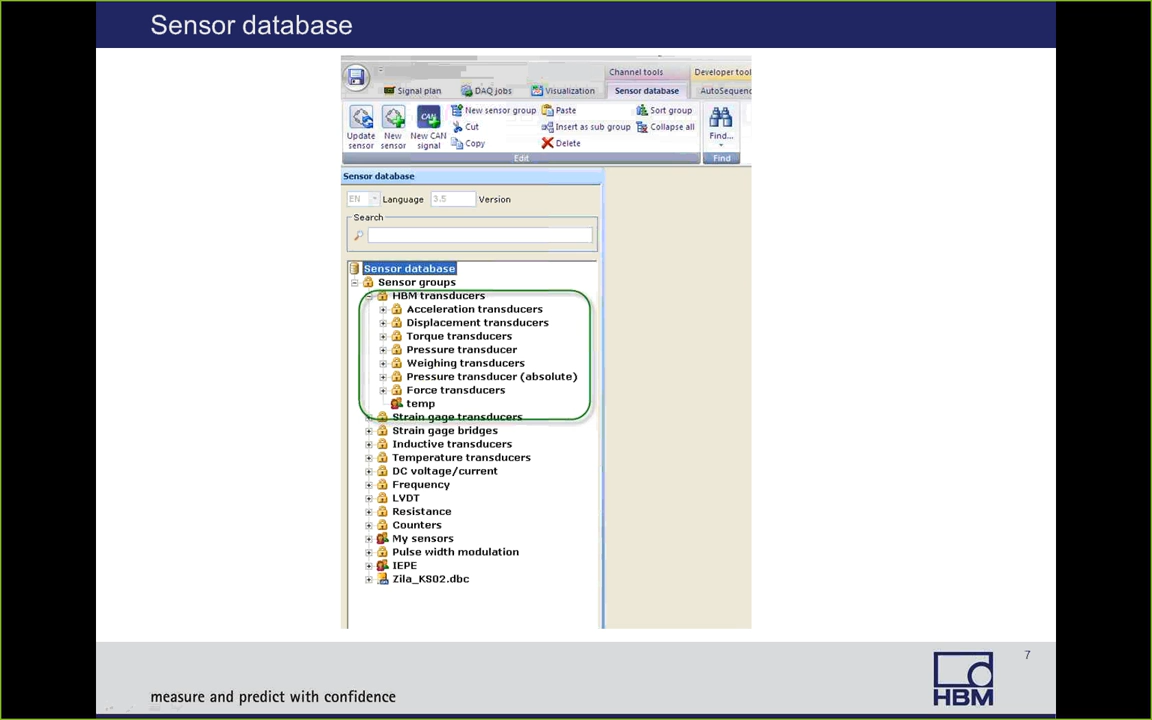 Sensor database
Channel tools
Developer tool
Signal plan
DAQ jobs
Visualization
Sensor database
AutoSequenc
Update sensor
New sensor
New CAN signal
CAN
New sensor group
Cut
Copy
Paste
Insert as sub group
Delete
Sort group
Collapse all
Find...
Edit
Find
Sensor database
EN Language 3.5 Version
Search
Sensor database
Sensor groups
HBM transducers
Acceleration transducers
Displacement transducers
Torque transducers
Pressure transducer
Weighing transducers
Pressure transducer (absolute)
Force transducers
temp
Strain gage transducers
Strain gage bridges
Inductive transducers
Temperature transducers
DC voltage/current
Frequency
LVDT
Resistance
Counters
My sensors
Pulse width modulation
IEPE
Zila_KS02.dbc
7
measure and predict with confidence
HBM